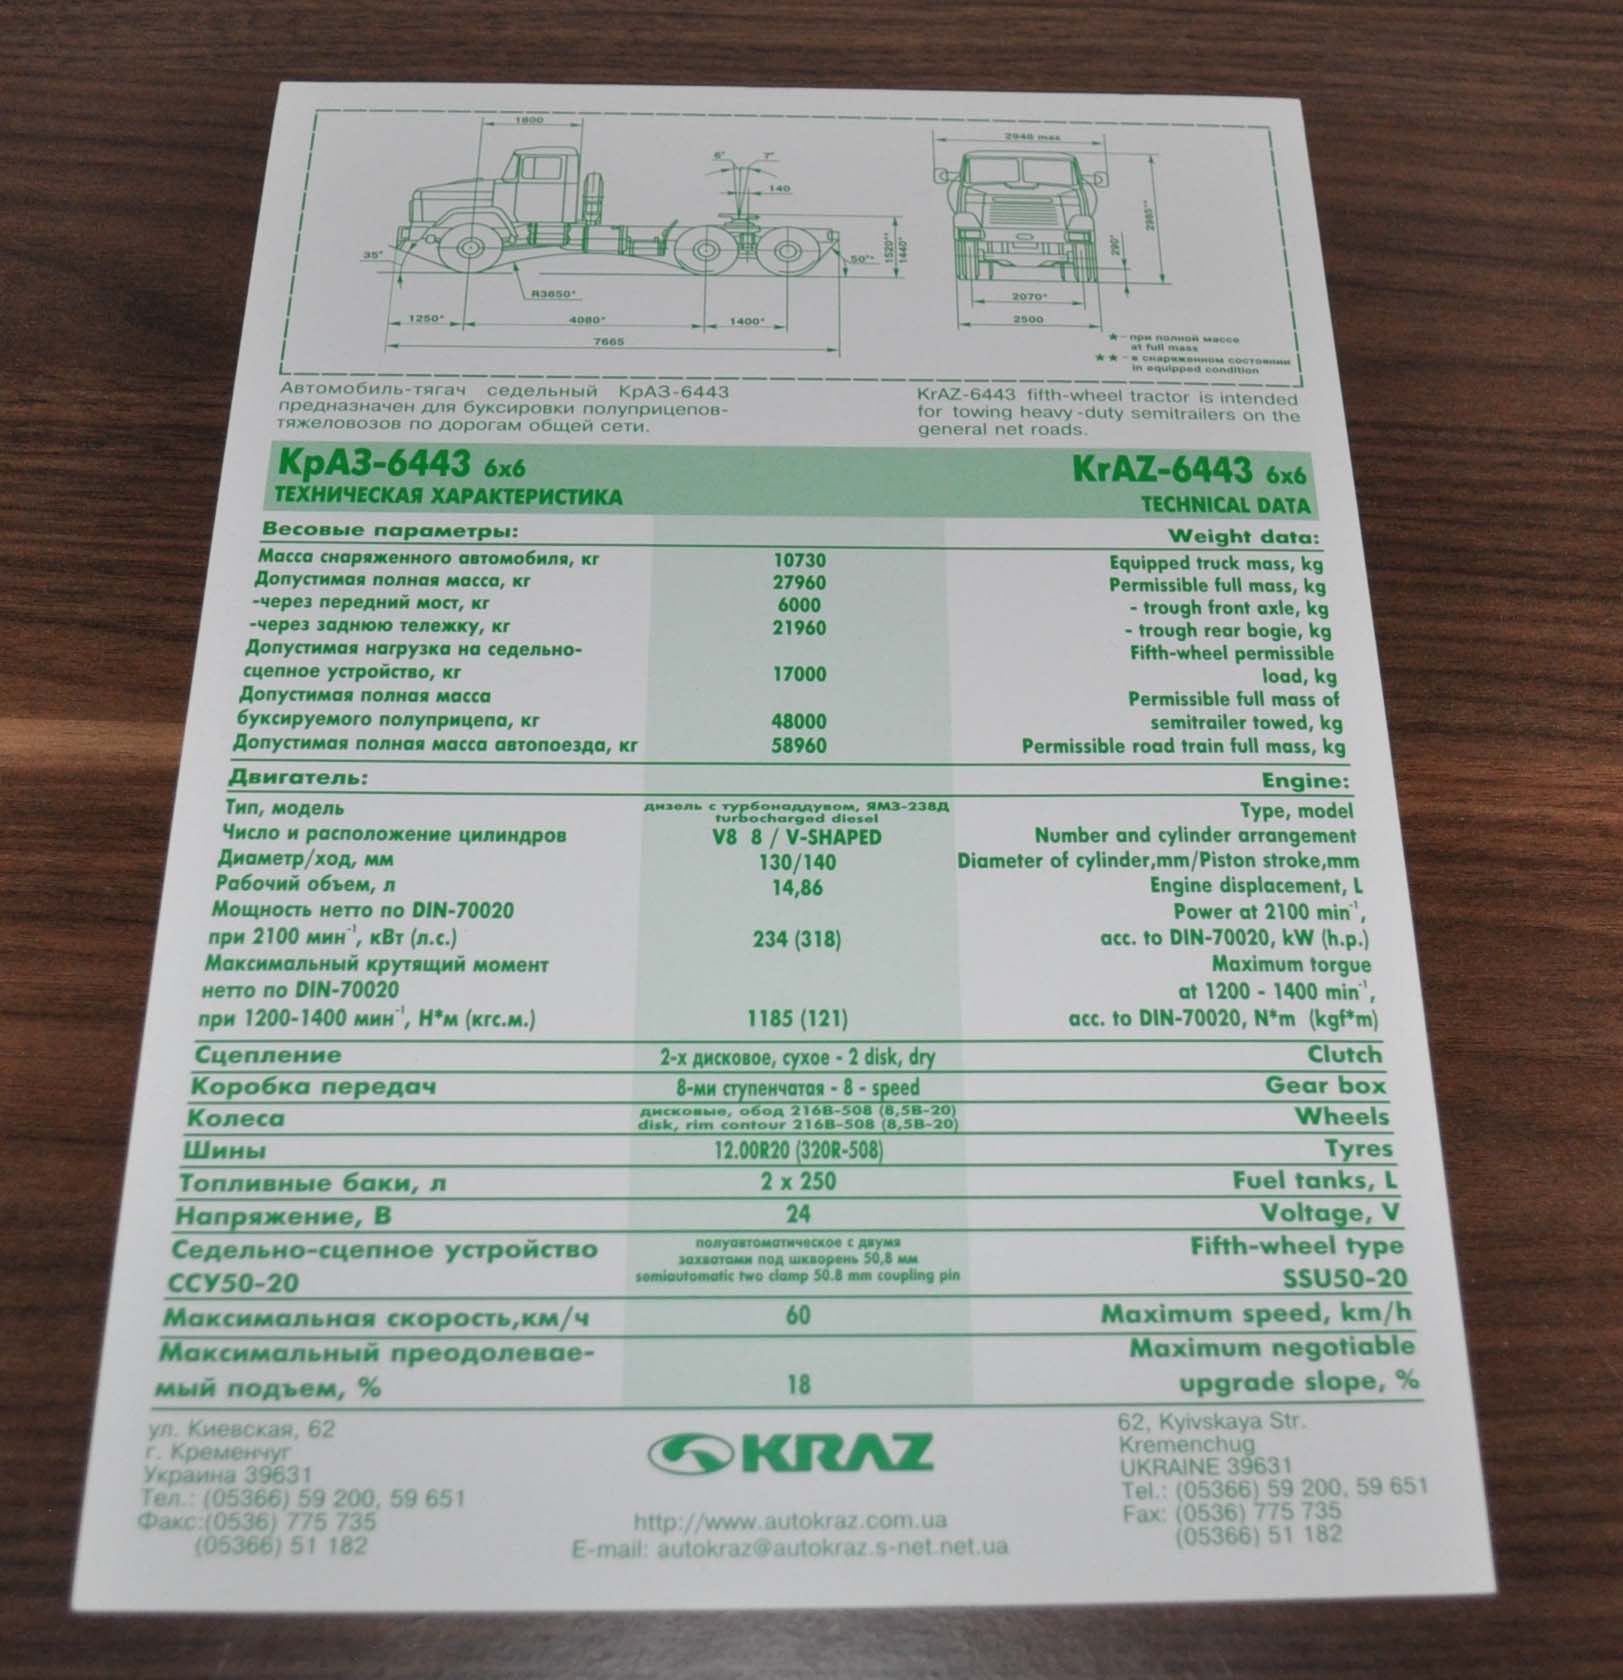 1800
2948 max
6° 7°
140
35°
R3650*
50°*
1520**
1440*
290*
2985**
1250*
4080*
1400*
7665
2070*
2500
★ - при полной массе
at full mass
★★ - в снаряженном состоянии
in equipped condition
Автомобиль-тягач седельный КрАЗ-6443
предназначен для буксировки полуприцепов-
тяжеловозов по дорогам общей сети.
KrAZ-6443 fifth-wheel tractor is intended
for towing heavy-duty semitrailers on the
general net roads.
КрАЗ-6443 6x6
ТЕХНИЧЕСКАЯ ХАРАКТЕРИСТИКА
KrAZ-6443 6x6
TECHNICAL DATA
Весовые параметры: Weight data:
Масса снаряженного автомобиля, кг 10730 Equipped truck mass, kg
Допустимая полная масса, кг 27960 Permissible full mass, kg
-через передний мост, кг 6000 - trough front axle, kg
-через заднюю тележку, кг 21960 - trough rear bogie, kg
Допустимая нагрузка на седельно- Fifth-wheel permissible
сцепное устройство, кг 17000 load, kg
Допустимая полная масса Permissible full mass of
буксируемого полуприцепа, кг 48000 semitrailer towed, kg
Допустимая полная масса автопоезда, кг 58960 Permissible road train full mass, kg
Двигатель: Engine:
Тип, модель дизель с турбонаддувом, ЯМЗ-238Д Type, model
turbocharged diesel
Число и расположение цилиндров V8 8 / V-SHAPED Number and cylinder arrangement
Диаметр/ход, мм 130/140 Diameter of cylinder,mm/Piston stroke,mm
Рабочий объем, л 14,86 Engine displacement, L
Мощность нетто по DIN-70020 Power at 2100 min⁻¹,
при 2100 мин⁻¹, кВт (л.с.) 234 (318) acc. to DIN-70020, kW (h.p.)
Максимальный крутящий момент Maximum torgue
нетто по DIN-70020 at 1200 - 1400 min⁻¹,
при 1200-1400 мин⁻¹, Н*м (кгс.м.) 1185 (121) acc. to DIN-70020, N*m (kgf*m)
Сцепление 2-х дисковое, сухое - 2 disk, dry Clutch
Коробка передач 8-ми ступенчатая - 8 - speed Gear box
Колеса дисковые, обод 216В-508 (8,5В-20) Wheels
disk, rim contour 216B-508 (8,5B-20)
Шины 12.00R20 (320R-508) Tyres
Топливные баки, л 2 x 250 Fuel tanks, L
Напряжение, В 24 Voltage, V
Седельно-сцепное устройство полуавтоматическое с двумя Fifth-wheel type
захватами под шкворень 50,8 мм
ССУ50-20 semiautomatic two clamp 50.8 mm coupling pin SSU50-20
Максимальная скорость,км/ч 60 Maximum speed, km/h
Максимальный преодолевае- Maximum negotiable
мый подъем, % 18 upgrade slope, %
ул. Киевская, 62
г. Кременчуг
Украина 39631
Тел.: (05366) 59 200, 59 651
Факс:(0536) 775 735
(05366) 51 182
KRAZ
http://www.autokraz.com.ua
E-mail: autokraz@autokraz.s-net.net.ua
62, Kyivskaya Str.
Kremenchug
UKRAINE 39631
Tel.: (05366) 59 200, 59 651
Fax: (0536) 775 735
(05366) 51 182